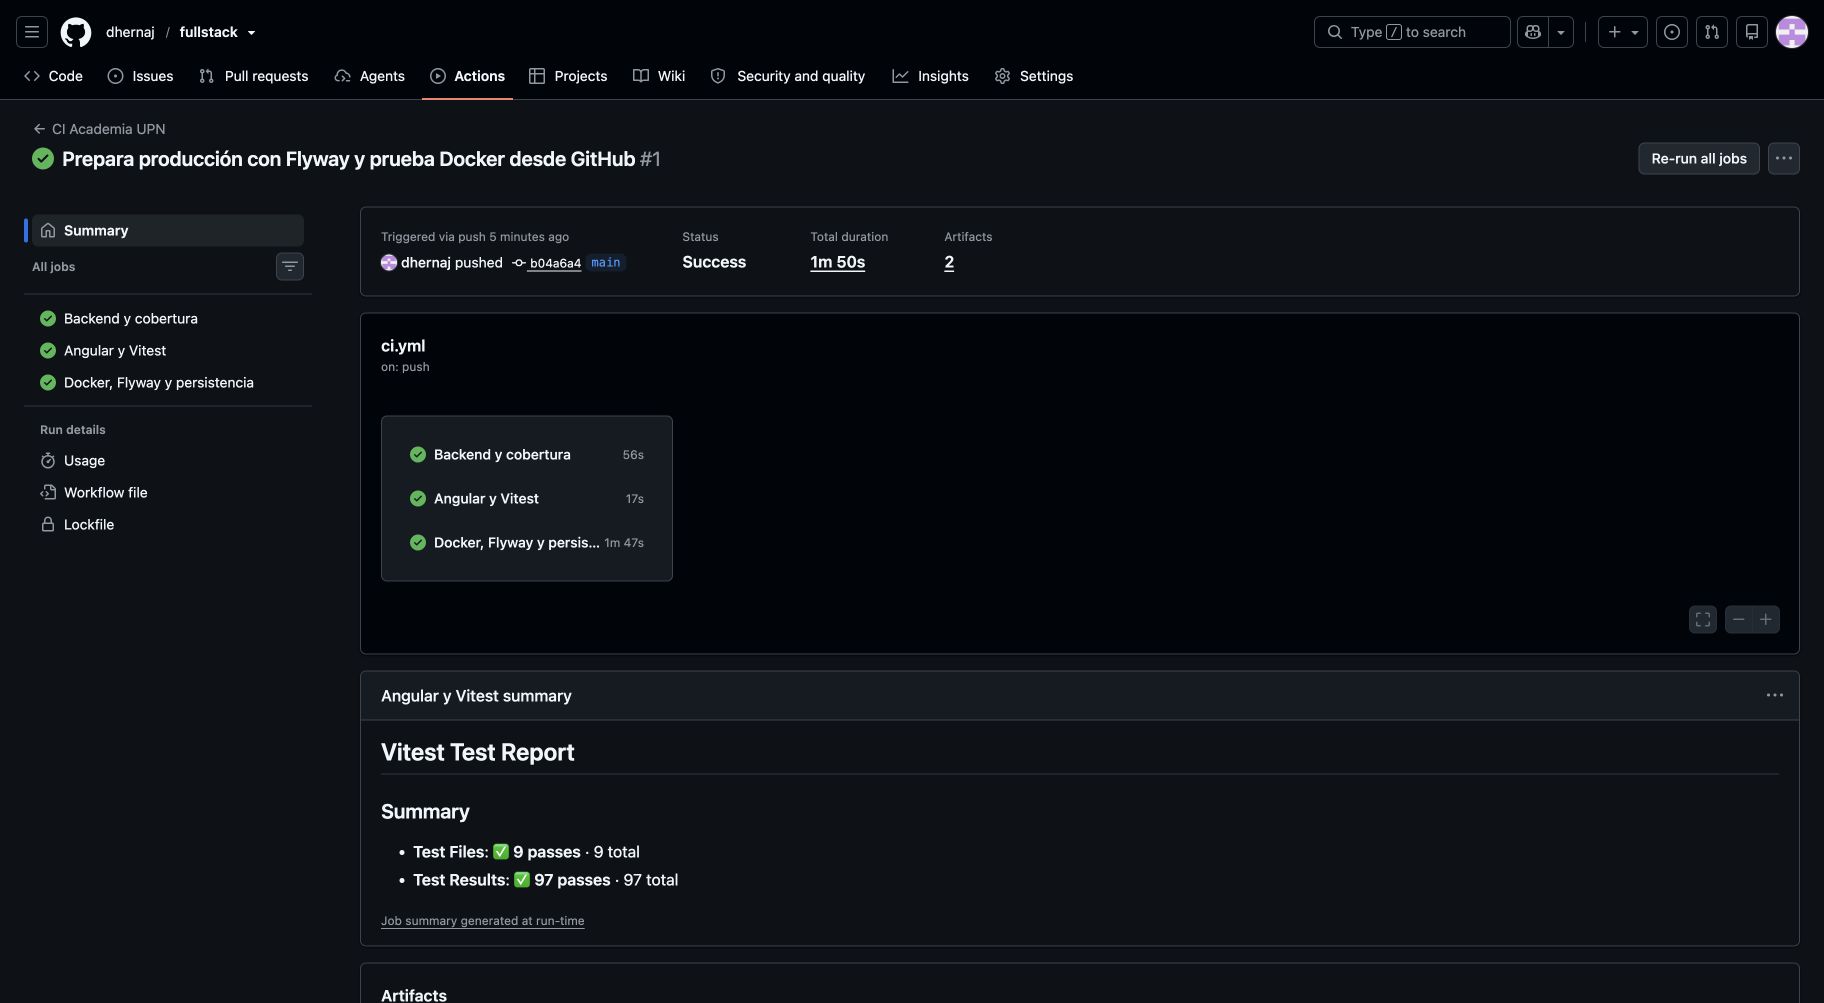 dhernaj / fullstack
Type / to search
Code Issues Pull requests Agents Actions Projects Wiki Security and quality Insights Settings
CI Academia UPN
Prepara producción con Flyway y prueba Docker desde GitHub #1
Re-run all jobs
Summary
All jobs
Backend y cobertura
Angular y Vitest
Docker, Flyway y persistencia
Run details
Usage
Workflow file
Lockfile
Triggered via push 5 minutes ago
dhernaj pushed b04a6a4 main
Status
Success
Total duration
1m 50s
Artifacts
2
ci.yml
on: push
Backend y cobertura 56s
Angular y Vitest 17s
Docker, Flyway y persis... 1m 47s
Angular y Vitest summary
Vitest Test Report
Summary
• Test Files: ✅ 9 passes · 9 total
• Test Results: ✅ 97 passes · 97 total
Job summary generated at run-time
Artifacts